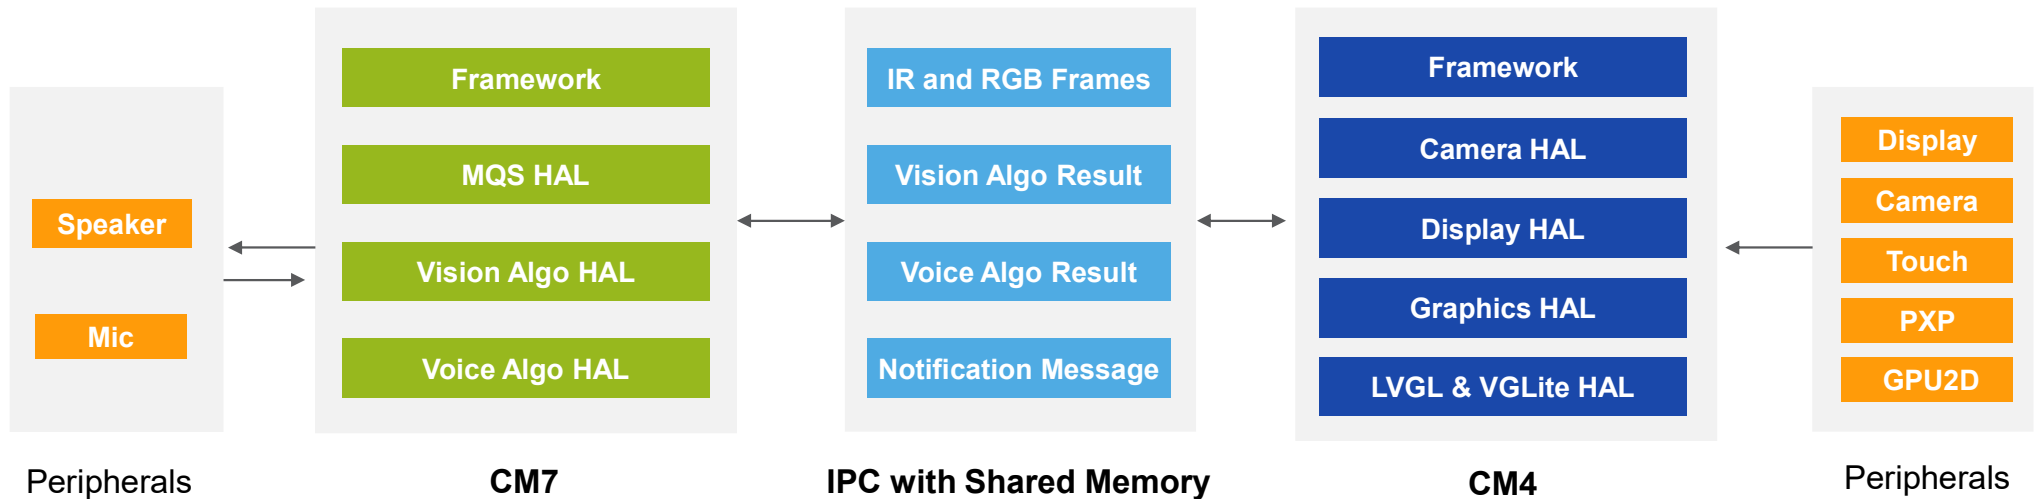 Speaker
Mic
Peripherals
Framework
MQS HAL
Vision Algo HAL
Voice Algo HAL
CM7
IR and RGB Frames
Vision Algo Result
Voice Algo Result
Notification Message
IPC with Shared Memory
Framework
Camera HAL
Display HAL
Graphics HAL
LVGL & VGLite HAL
CM4
Display
Camera
Touch
PXP
GPU2D
Peripherals